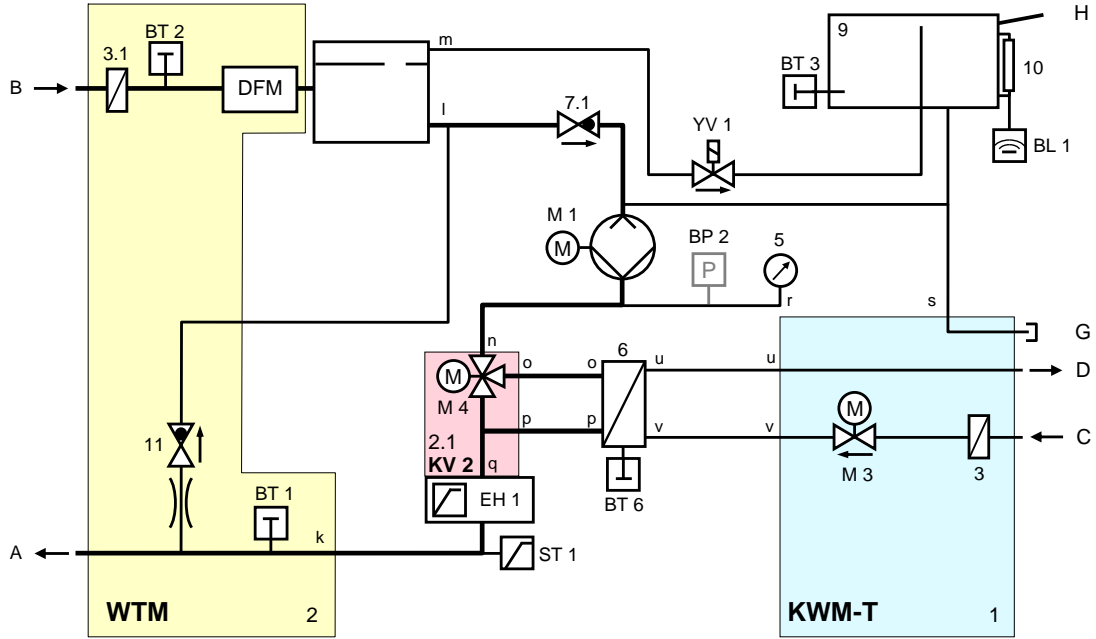 H
9
BT 2
3.1
m
BT 3
10
B
DFM
l
7.1
YV 1
BL 1
M 1
M
BP 2
5
P
r
s
G
n
6
o
o
u
u
D
M
M 4
M
p
p
v
v
C
11
2.1
KV 2
q
M 3
3
BT 1
EH 1
BT 6
k
A
ST 1
WTM
2
KWM-T
1